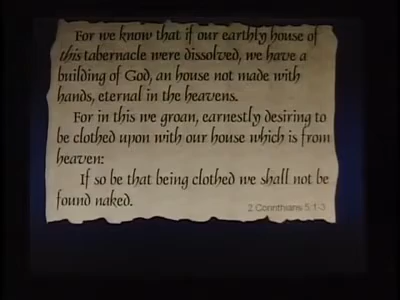 For we know that if our earthly house of
this tabernacle were dissolved, we have a
building of God, an house not made with
hands, eternal in the heavens.
For in this we groan, earnestly desiring to
be clothed upon with our house which is from
heaven:
If so be that being clothed we shall not be
found naked.
2 Corinthians 5:1-3